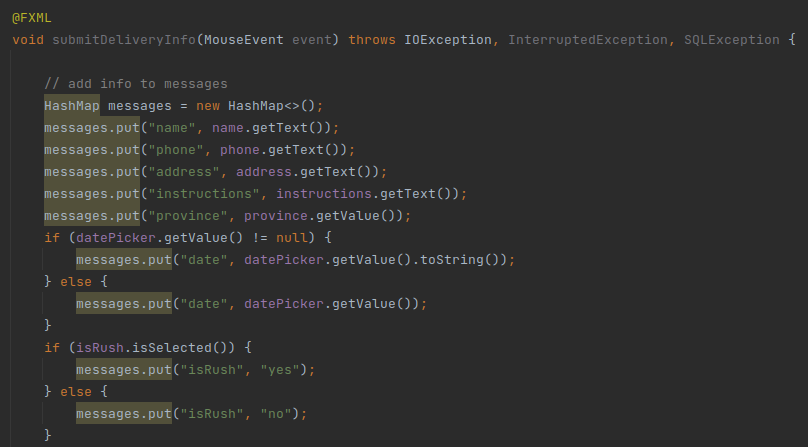 @FXML
void submitDeliveryInfo(MouseEvent event) throws IOException, InterruptedException, SQLException {
// add info to messages
HashMap messages = new HashMap<>();
messages.put("name", name.getText());
messages.put("phone", phone.getText());
messages.put("address", address.getText());
messages.put("instructions", instructions.getText());
messages.put("province", province.getValue());
if (datePicker.getValue() != null) {
messages.put("date", datePicker.getValue().toString());
} else {
messages.put("date", datePicker.getValue());
}
if (isRush.isSelected()) {
messages.put("isRush", "yes");
} else {
messages.put("isRush", "no");
}